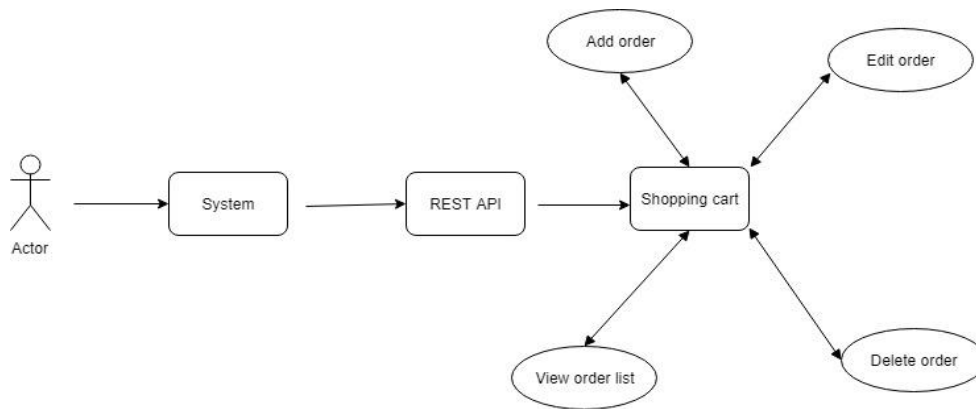 Add order
Edit order
System
REST API
Shopping cart
Actor
View order list
Delete order